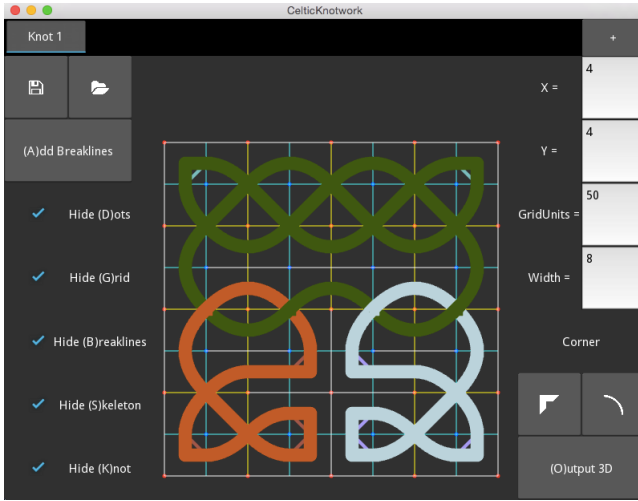 CelticKnotwork
Knot 1
+
X =
4
(A)dd Breaklines
Y =
4
Hide (D)ots
GridUnits =
50
Hide (G)rid
Width =
8
Hide (B)reaklines
Corner
Hide (S)keleton
Hide (K)not
(O)utput 3D